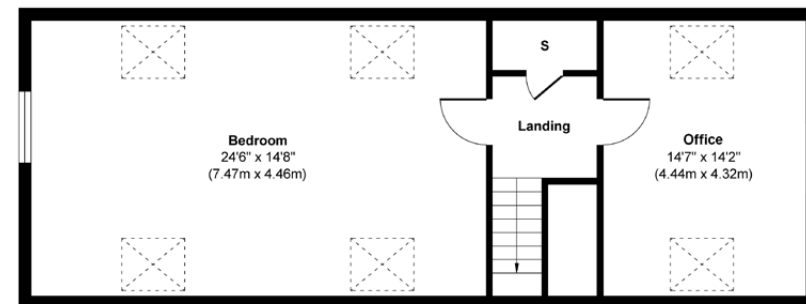 S
Landing
Bedroom
24'6" x 14'8"
(7.47m x 4.46m)
Office
14'7" x 14'2"
(4.44m x 4.32m)